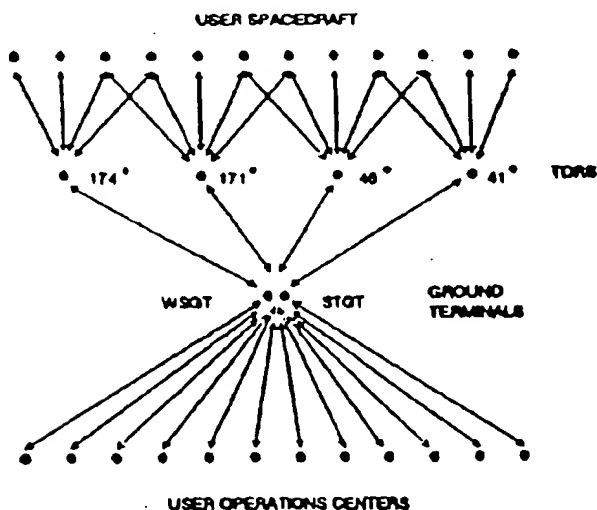 USER SPACECRAFT
174° 171° 46° 41° TDRS
WSGT STGT GROUND
TERMINALS
USER OPERATIONS CENTERS